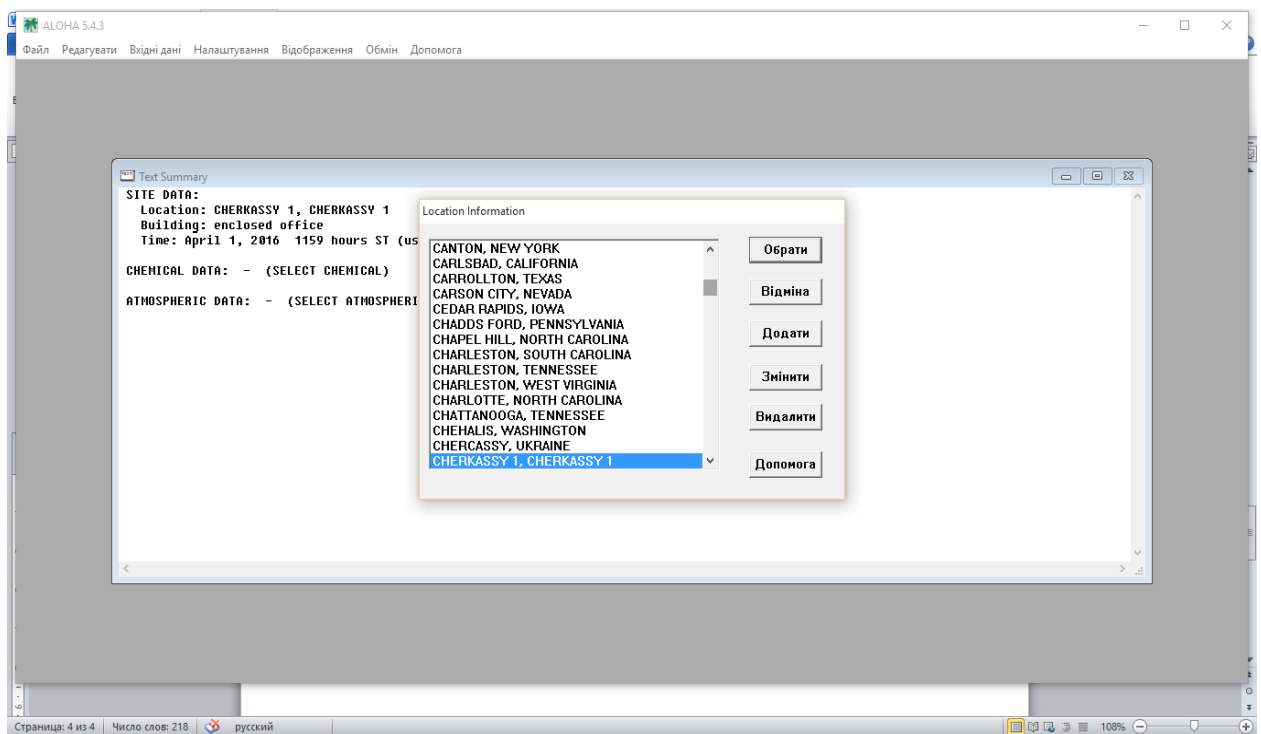 ALOHA 5.4.3
Файл Редагувати Вхідні дані Налаштування Відображення Обмін Допомога
Text Summary
SITE DATA:
Location: CHERKASSY 1, CHERKASSY 1
Building: enclosed office
Time: April 1, 2016 1159 hours ST (us
CHEMICAL DATA: - (SELECT CHEMICAL)
ATMOSPHERIC DATA: - (SELECT ATMOSPHERI
Location Information
CANTON, NEW YORK
CARLSBAD, CALIFORNIA
CARROLLTON, TEXAS
CARSON CITY, NEVADA
CEDAR RAPIDS, IOWA
CHADDS FORD, PENNSYLVANIA
CHAPEL HILL, NORTH CAROLINA
CHARLESTON, SOUTH CAROLINA
CHARLESTON, TENNESSEE
CHARLESTON, WEST VIRGINIA
CHARLOTTE, NORTH CAROLINA
CHATTANOOGA, TENNESSEE
CHEHALIS, WASHINGTON
CHERCASSY, UKRAINE
CHERKASSY 1, CHERKASSY 1
Обрати
Відміна
Додати
Змінити
Видалити
Допомога
Страница: 4 из 4 Число слов: 218 русский 108%